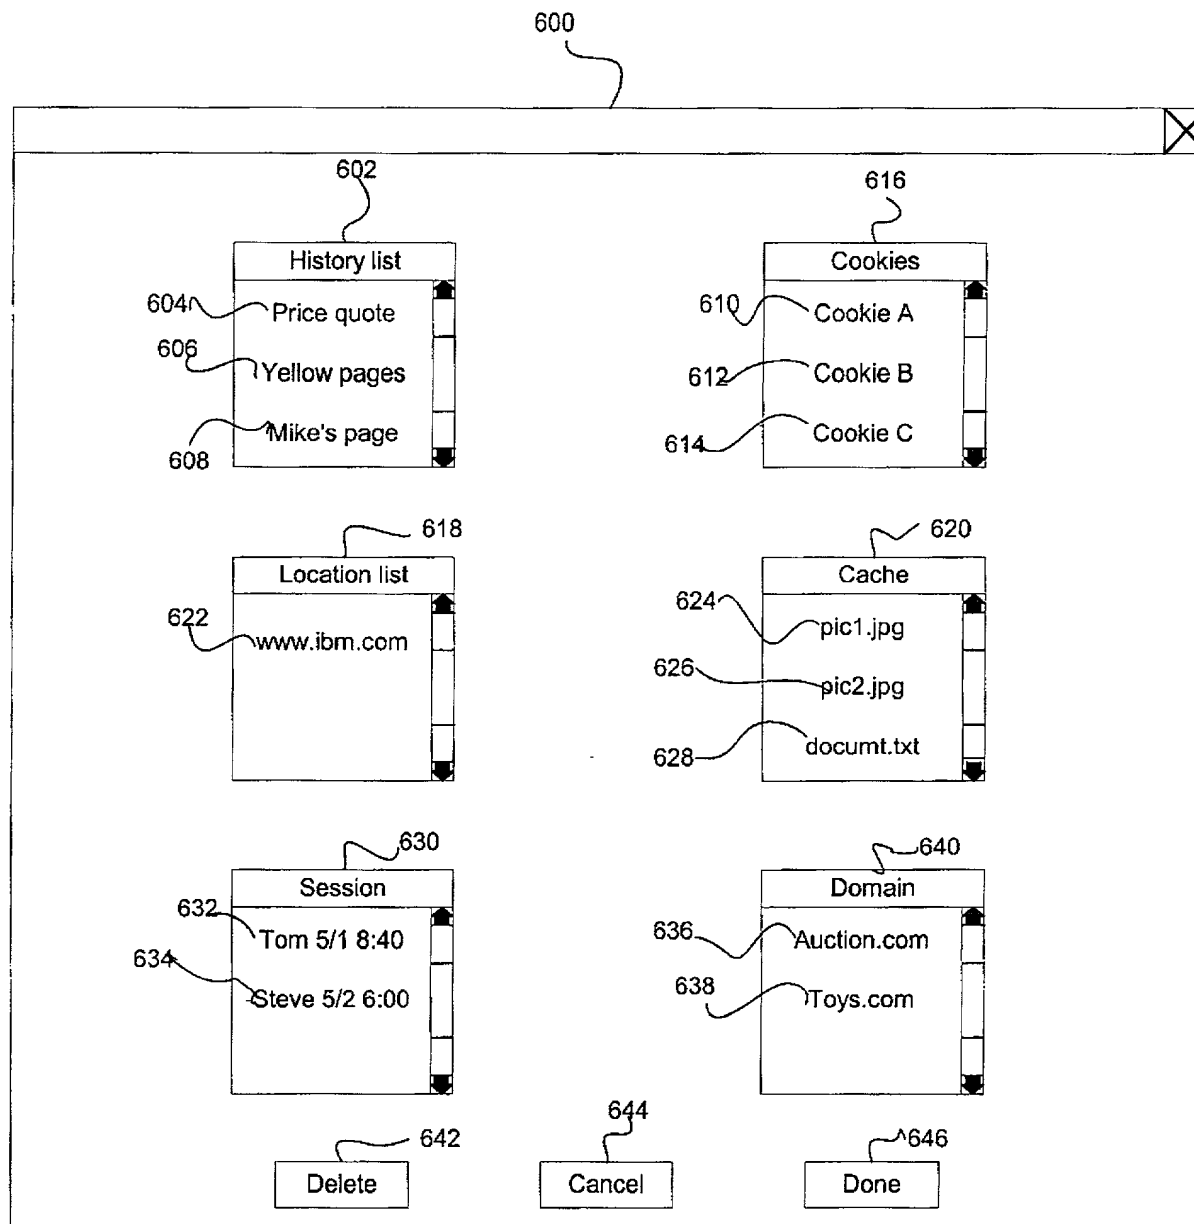 600
602
616
History list
Cookies
604
Price quote
610
Cookie A
606
Yellow pages
612
Cookie B
608
Mike's page
614
Cookie C
618
620
Location list
Cache
622
www.ibm.com
624
pic1.jpg
626
pic2.jpg
628
documt.txt
630
640
Session
Domain
632
Tom 5/1 8:40
636
Auction.com
634
Steve 5/2 6:00
638
Toys.com
642
644
646
Delete
Cancel
Done